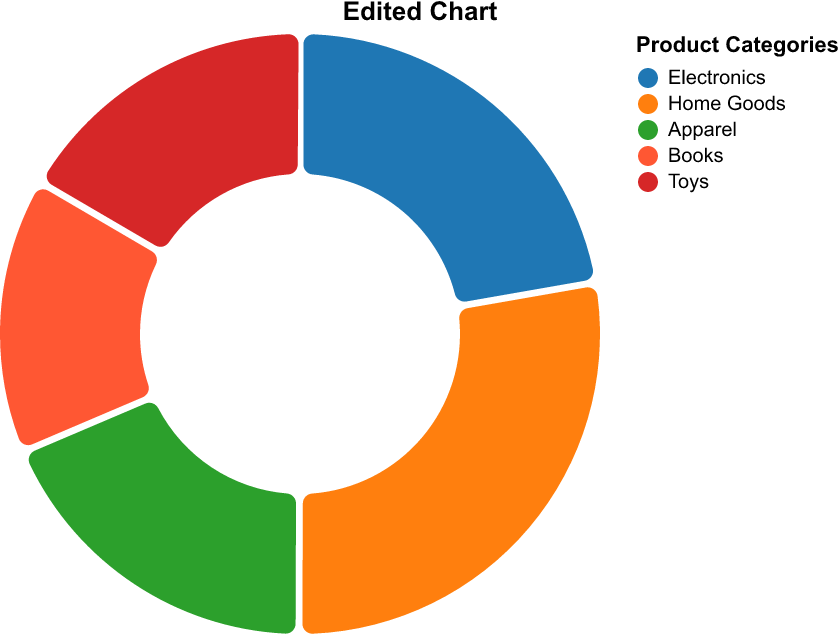 Edited Chart
Product Categories
Electronics
Home Goods
Apparel
Books
Toys